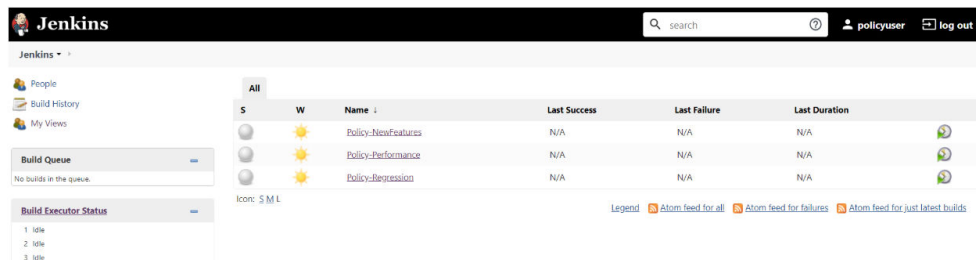 Jenkins
search
policyuser
log out
Jenkins
People
Build History
My Views
All
S W Name ↓ Last Success Last Failure Last Duration
Policy-NewFeatures N/A N/A N/A
Policy-Performance N/A N/A N/A
Policy-Regression N/A N/A N/A
Icon: S M L
Legend Atom feed for all Atom feed for failures Atom feed for just latest builds
Build Queue
No builds in the queue.
Build Executor Status
1 Idle
2 Idle
3 Idle